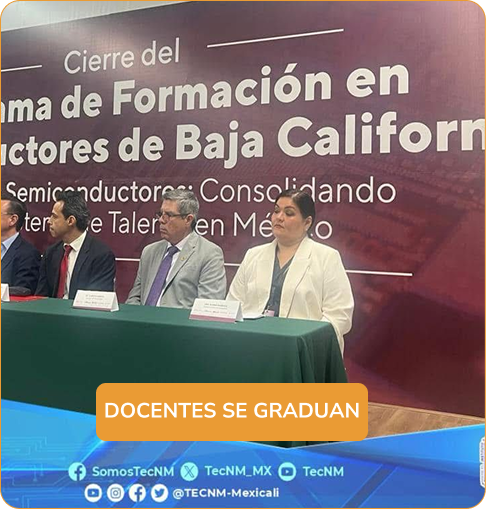 Cierre del
ama de Formación en
uctores de Baja Californ
Semiconductores: Consolidando
de Talen en México
DOCENTES SE GRADUAN
SomosTecNM TecNM_MX TecNM
@TECNM-Mexicali